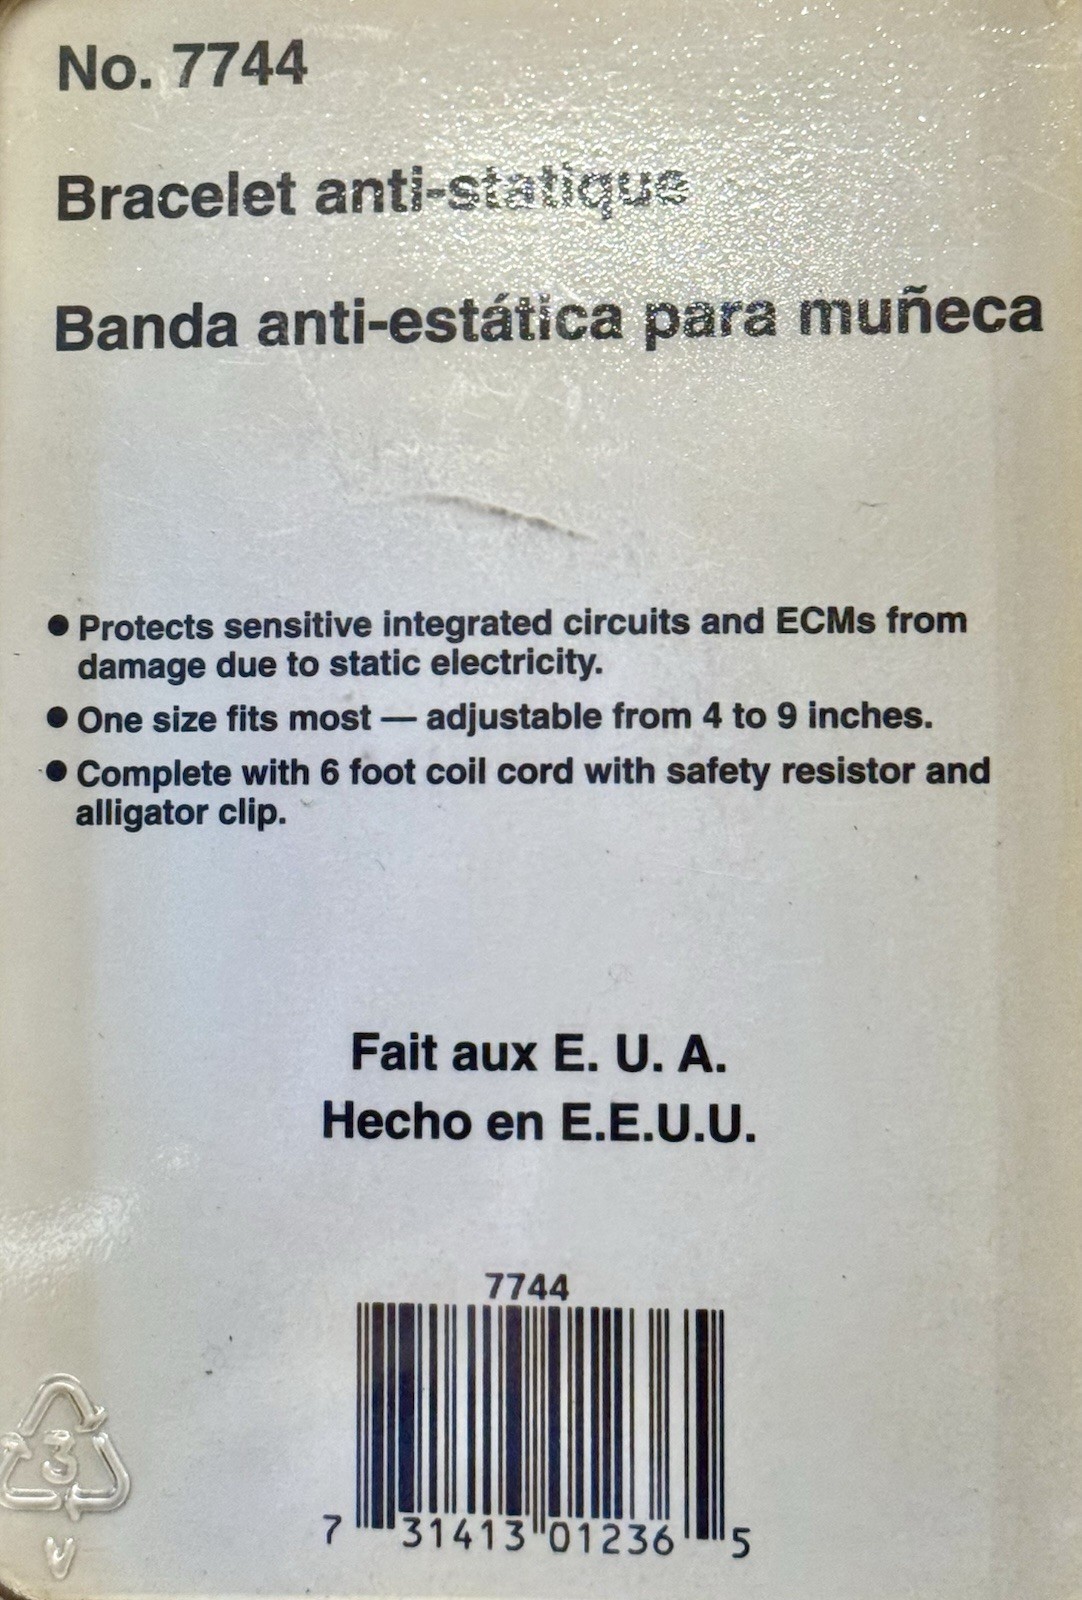 No. 7744
Bracelet anti-statique
Banda anti-estática para muñeca
● Protects sensitive integrated circuits and ECMs from
damage due to static electricity.
● One size fits most — adjustable from 4 to 9 inches.
● Complete with 6 foot coil cord with safety resistor and
alligator clip.
Fait aux E. U. A.
Hecho en E.E.U.U.
7744
7 31413 01236 5
3
V